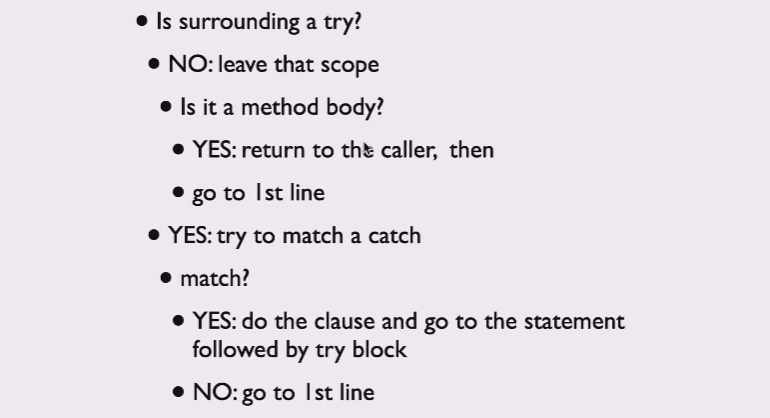 • Is surrounding a try?
• NO: leave that scope
• Is it a method body?
• YES: return to the caller, then
• go to 1st line
• YES: try to match a catch
• match?
• YES: do the clause and go to the statement
followed by try block
• NO: go to 1st line